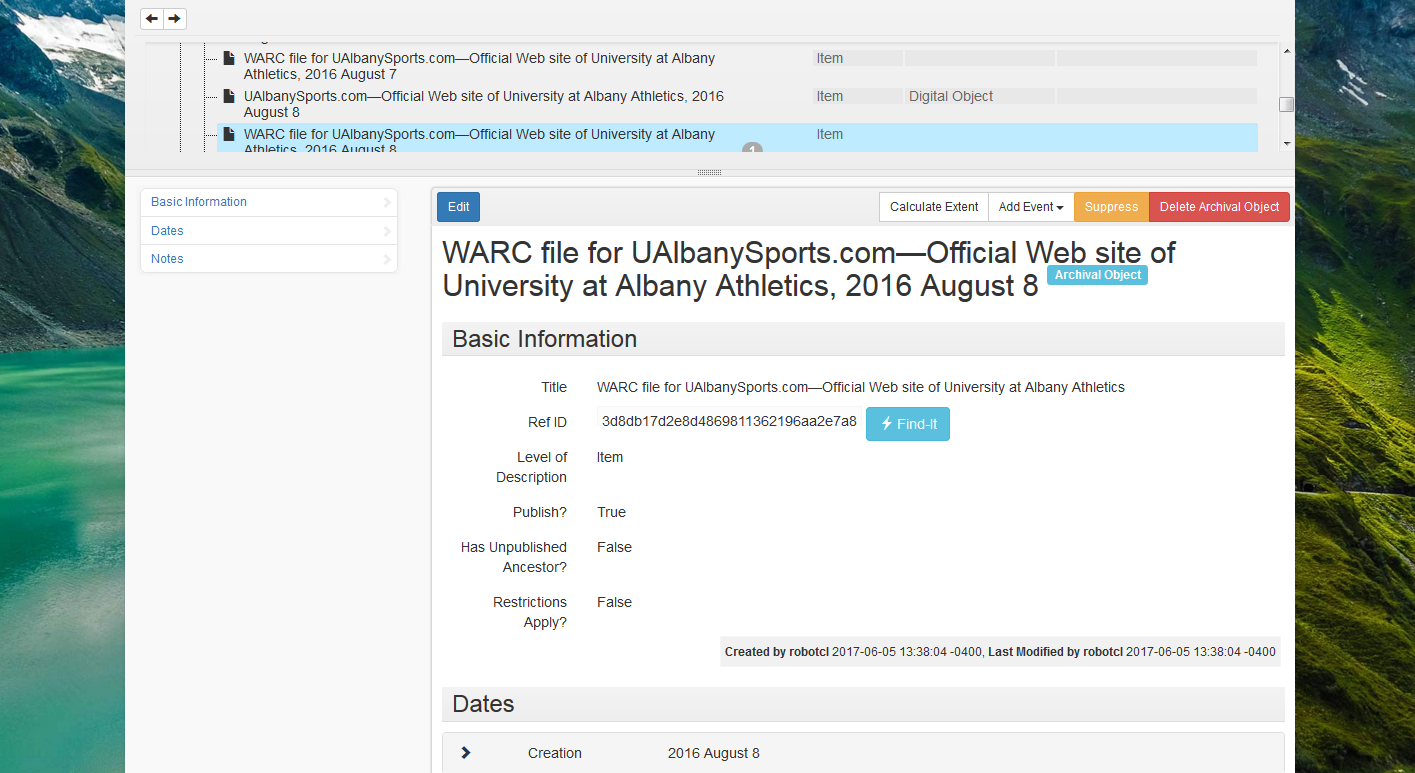 WARC file for UAlbanySports.com—Official Web site of University at Albany Item
Athletics, 2016 August 7
UAlbanySports.com—Official Web site of University at Albany Athletics, 2016 Item Digital Object
August 8
WARC file for UAlbanySports.com—Official Web site of University at Albany Item
Athletics, 2016 August 8
1
Basic Information
Dates
Notes
Edit Calculate Extent Add Event Suppress Delete Archival Object
WARC file for UAlbanySports.com—Official Web site of
University at Albany Athletics, 2016 August 8 Archival Object
Basic Information
Title WARC file for UAlbanySports.com—Official Web site of University at Albany Athletics
Ref ID 3d8db17d2e8d4869811362196aa2e7a8 Find-It
Level of Item
Description
Publish? True
Has Unpublished False
Ancestor?
Restrictions False
Apply?
Created by robotcl 2017-06-05 13:38:04 -0400, Last Modified by robotcl 2017-06-05 13:38:04 -0400
Dates
Creation 2016 August 8